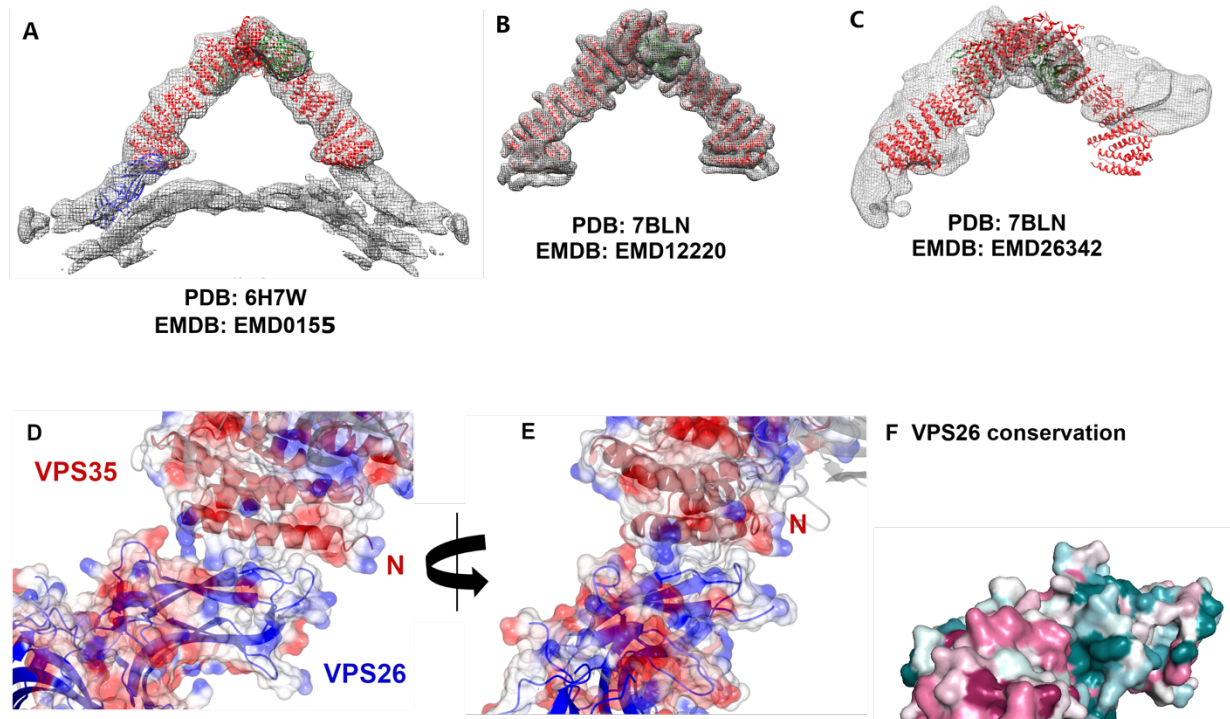 A
B
C
PDB: 6H7W
EMDB: EMD0155
PDB: 7BLN
EMDB: EMD12220
PDB: 7BLN
EMDB: EMD26342
D
VPS35
N
VPS26
E
N
F VPS26 conservation